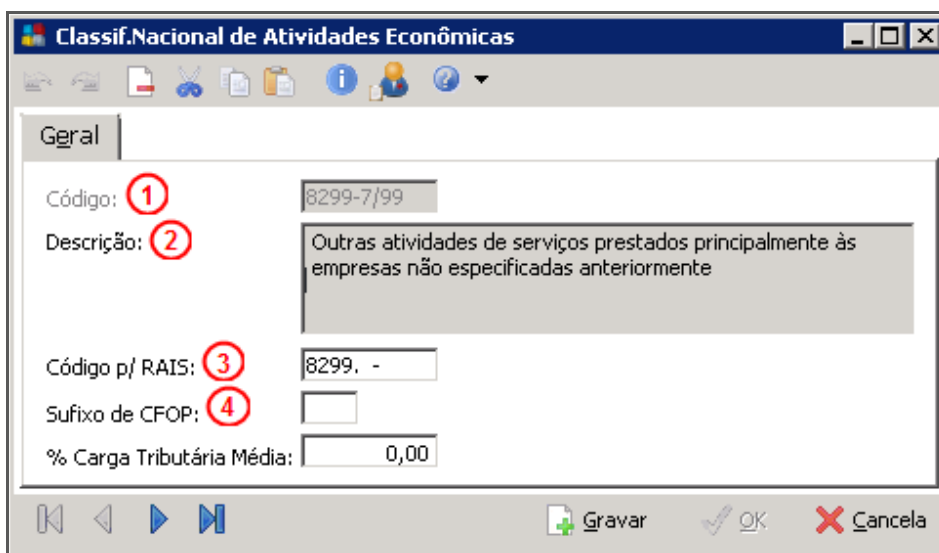 Classif.Nacional de Atividades Econômicas
Geral
Código: 1 8299-7/99
Descrição: 2 Outras atividades de serviços prestados principalmente às
empresas não especificadas anteriormente
Código p/ RAIS: 3 8299. -
Sufixo de CFOP: 4
% Carga Tributária Média: 0,00
Gravar OK Cancela